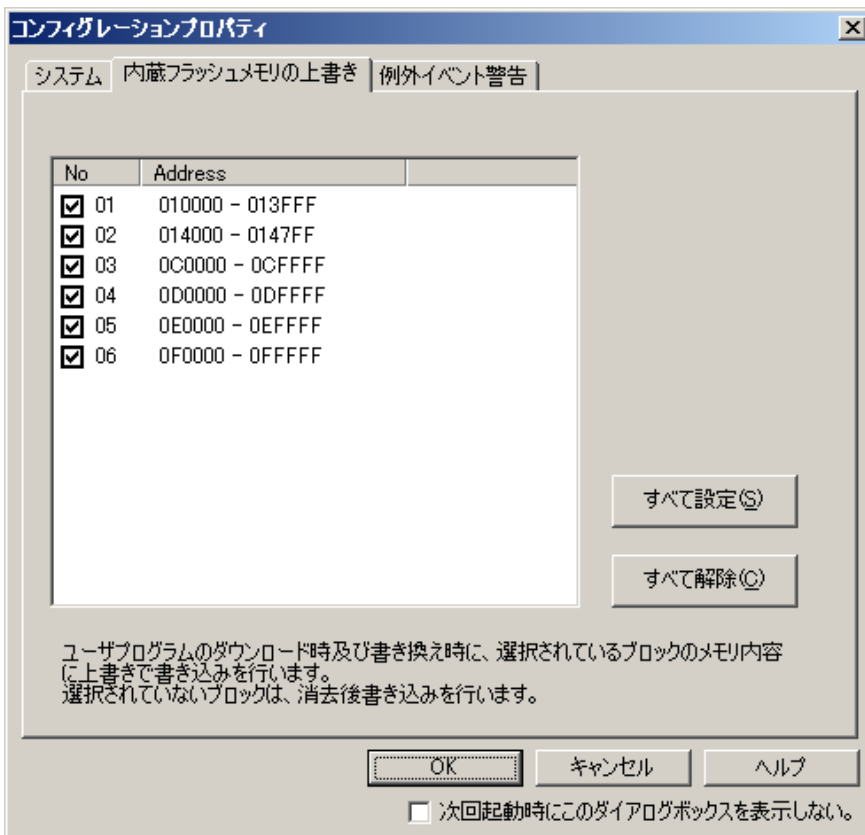 コンフィグレーションプロパティ
システム 内蔵フラッシュメモリの上書き 例外イベント警告
No Address
01 010000 - 013FFF
02 014000 - 0147FF
03 0C0000 - 0CFFFF
04 0D0000 - 0DFFFF
05 0E0000 - 0EFFFF
06 0F0000 - 0FFFFF
すべて設定(S)
すべて解除(C)
ユーザプログラムのダウンロード時及び書き換え時に、選択されているブロックのメモリ内容
に上書きで書き込みを行います。
選択されていないブロックは、消去後書き込みを行います。
OK キャンセル ヘルプ
次回起動時にこのダイアログボックスを表示しない。